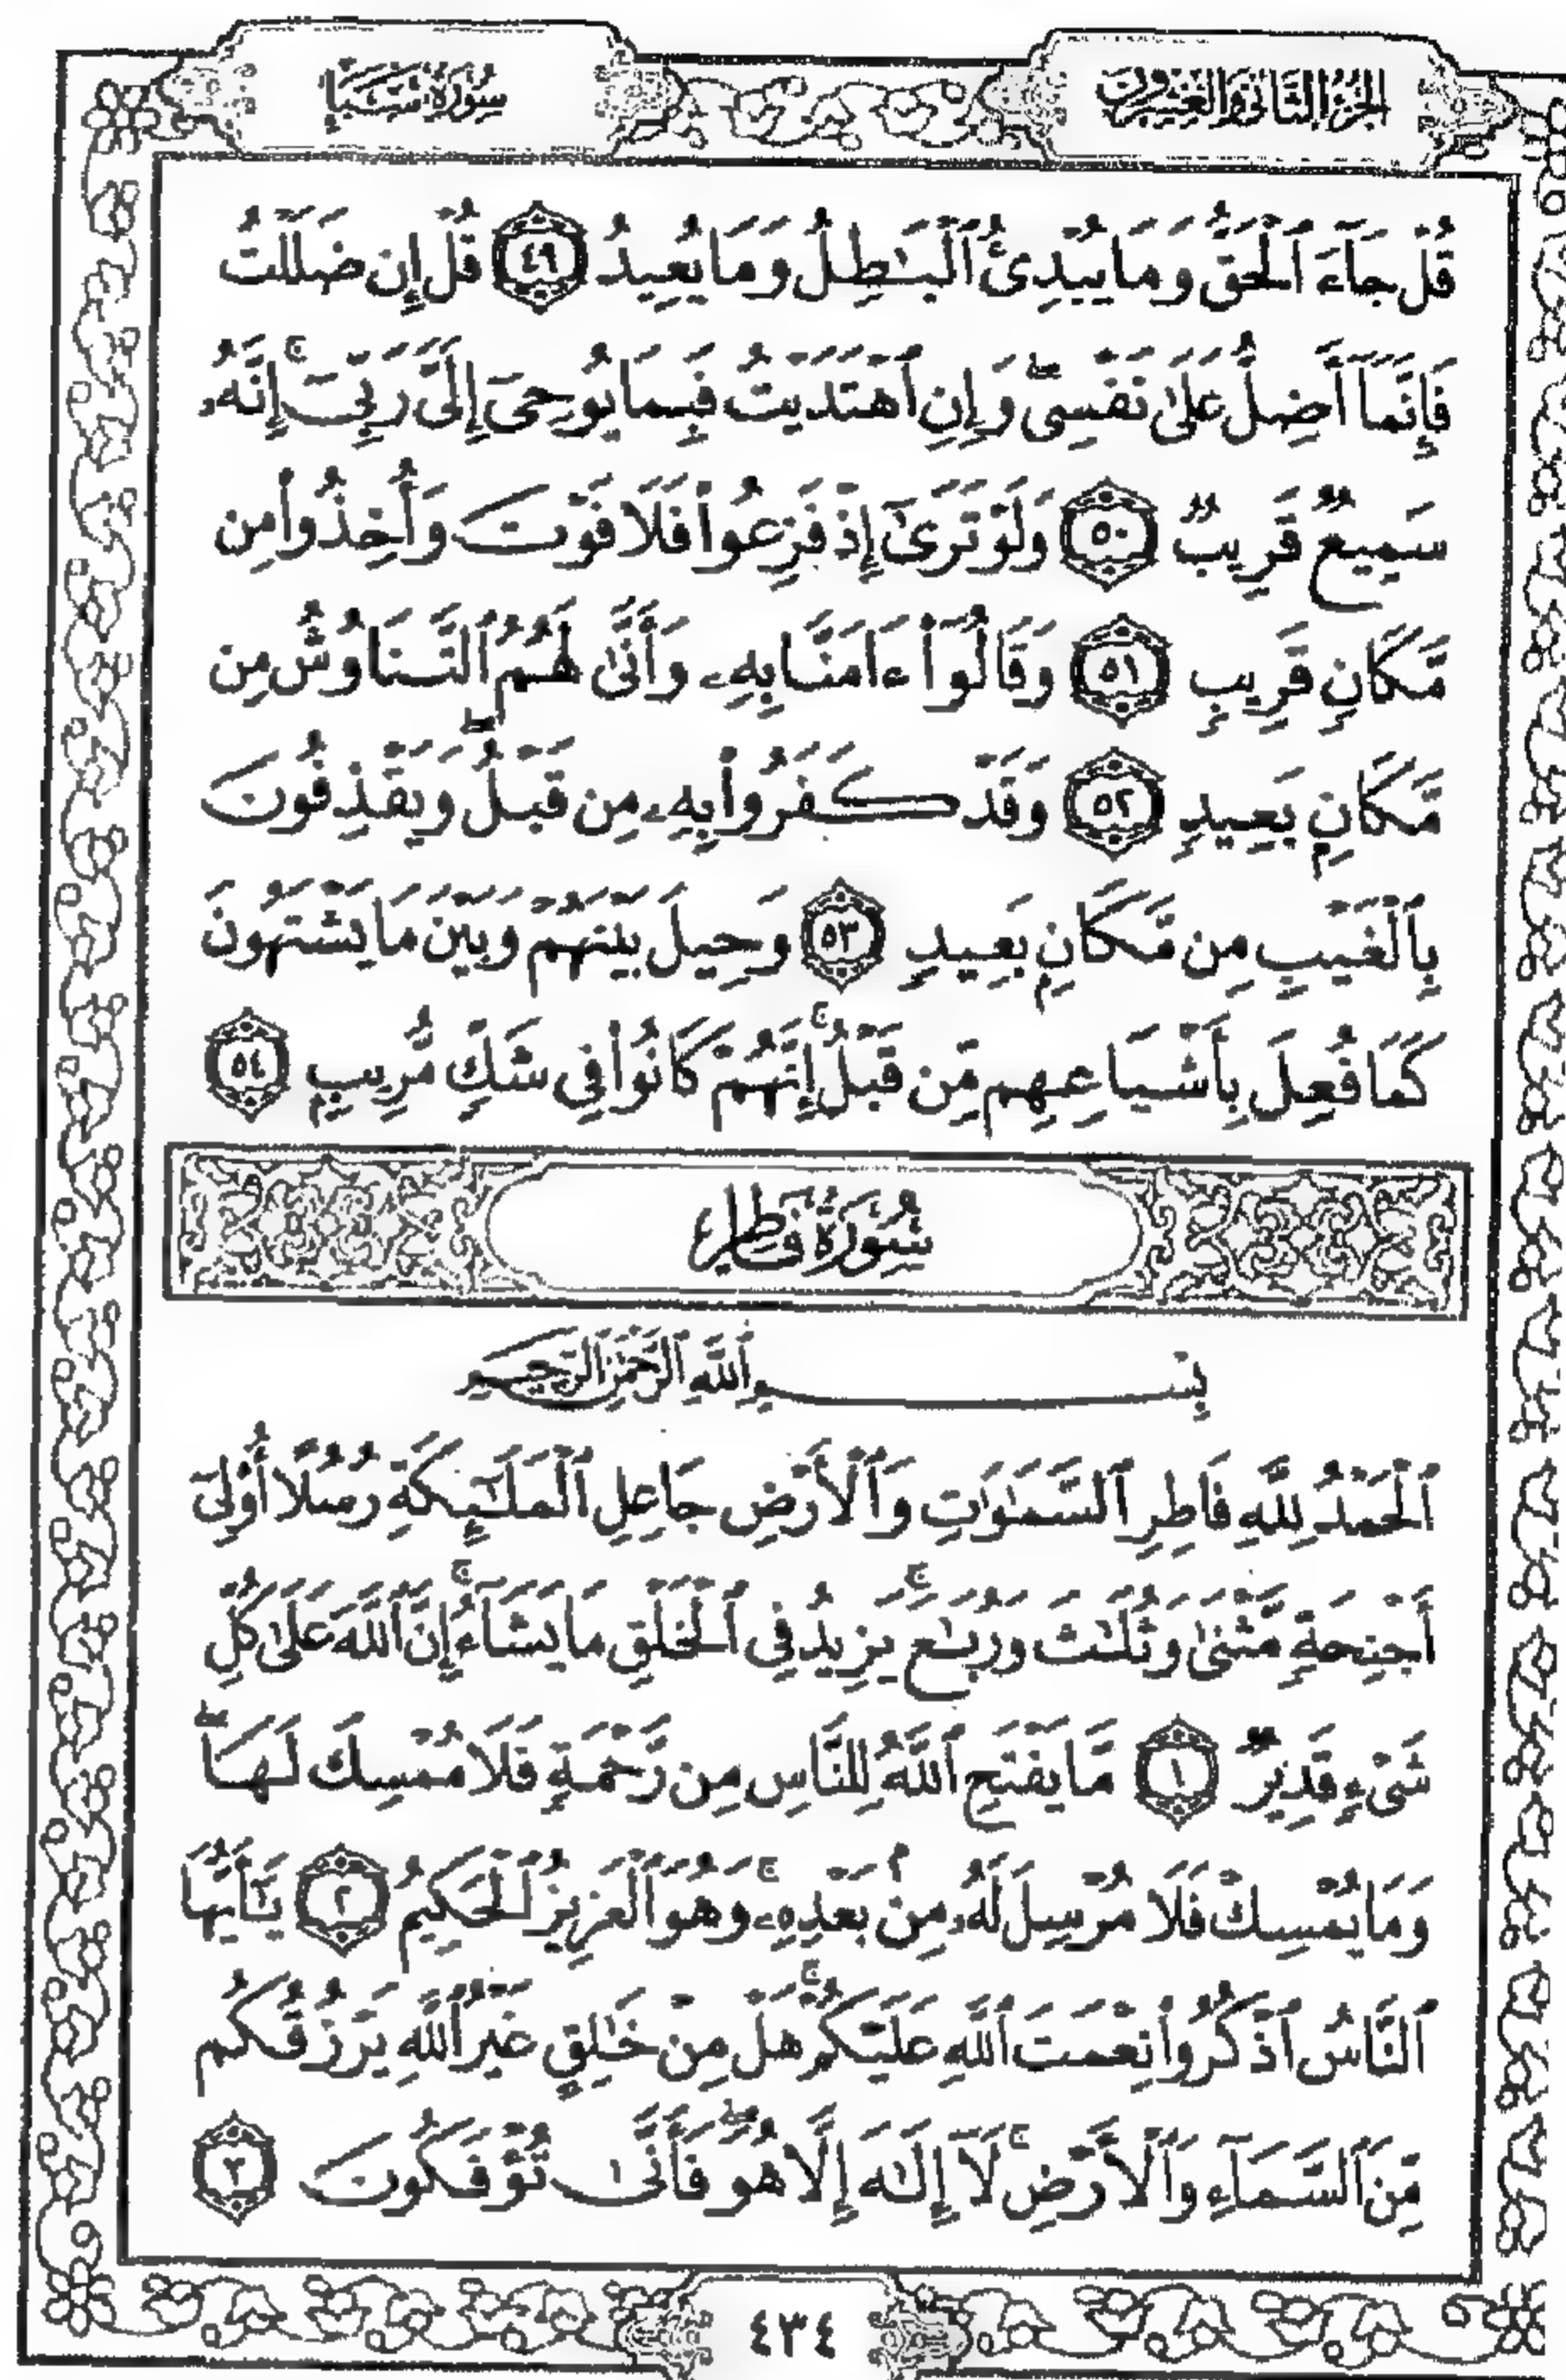 الجزء الثاني والعشرون
سورة سبإ
قُلْ جَآءَ ٱلْحَقُّ وَمَا يُبْدِئُ ٱلْبَٰطِلُ وَمَا يُعِيدُ ٤٩ قُلْ إِن ضَلَلْتُ
فَإِنَّمَآ أَضِلُّ عَلَىٰ نَفْسِى ۖ وَإِنِ ٱهْتَدَيْتُ فَبِمَا يُوحِىٓ إِلَىَّ رَبِّىٓ ۚ إِنَّهُۥ
سَمِيعٌ قَرِيبٌ ٥٠ وَلَوْ تَرَىٰٓ إِذْ فَزِعُوا۟ فَلَا فَوْتَ وَأُخِذُوا۟ مِن
مَّكَانٍ قَرِيبٍ ٥١ وَقَالُوٓا۟ ءَامَنَّا بِهِۦ وَأَنَّىٰ لَهُمُ ٱلتَّنَاوُشُ مِن
مَّكَانٍۭ بَعِيدٍ ٥٢ وَقَدْ كَفَرُوا۟ بِهِۦ مِن قَبْلُ ۖ وَيَقْذِفُونَ
بِٱلْغَيْبِ مِن مَّكَانٍۭ بَعِيدٍ ٥٣ وَحِيلَ بَيْنَهُمْ وَبَيْنَ مَا يَشْتَهُونَ
كَمَا فُعِلَ بِأَشْيَاعِهِم مِّن قَبْلُ ۚ إِنَّهُمْ كَانُوا۟ فِى شَكٍّ مُّرِيبٍۭ ٥٤
سورة فاطر
بِسْمِ ٱللَّهِ ٱلرَّحْمَٰنِ ٱلرَّحِيمِ
ٱلْحَمْدُ لِلَّهِ فَاطِرِ ٱلسَّمَٰوَٰتِ وَٱلْأَرْضِ جَاعِلِ ٱلْمَلَٰٓئِكَةِ رُسُلًا أُو۟لِىٓ
أَجْنِحَةٍ مَّثْنَىٰ وَثُلَٰثَ وَرُبَٰعَ ۚ يَزِيدُ فِى ٱلْخَلْقِ مَا يَشَآءُ ۚ إِنَّ ٱللَّهَ عَلَىٰ كُلِّ
شَىْءٍ قَدِيرٌ ١ مَّا يَفْتَحِ ٱللَّهُ لِلنَّاسِ مِن رَّحْمَةٍ فَلَا مُمْسِكَ لَهَا ۖ
وَمَا يُمْسِكْ فَلَا مُرْسِلَ لَهُۥ مِنۢ بَعْدِهِۦ ۚ وَهُوَ ٱلْعَزِيزُ ٱلْحَكِيمُ ٢ يَٰٓأَيُّهَا
ٱلنَّاسُ ٱذْكُرُوا۟ نِعْمَتَ ٱللَّهِ عَلَيْكُمْ ۚ هَلْ مِنْ خَٰلِقٍ غَيْرُ ٱللَّهِ يَرْزُقُكُم
مِّنَ ٱلسَّمَآءِ وَٱلْأَرْضِ ۚ لَآ إِلَٰهَ إِلَّا هُوَ ۖ فَأَنَّىٰ تُؤْفَكُونَ ٣
٤٣٤